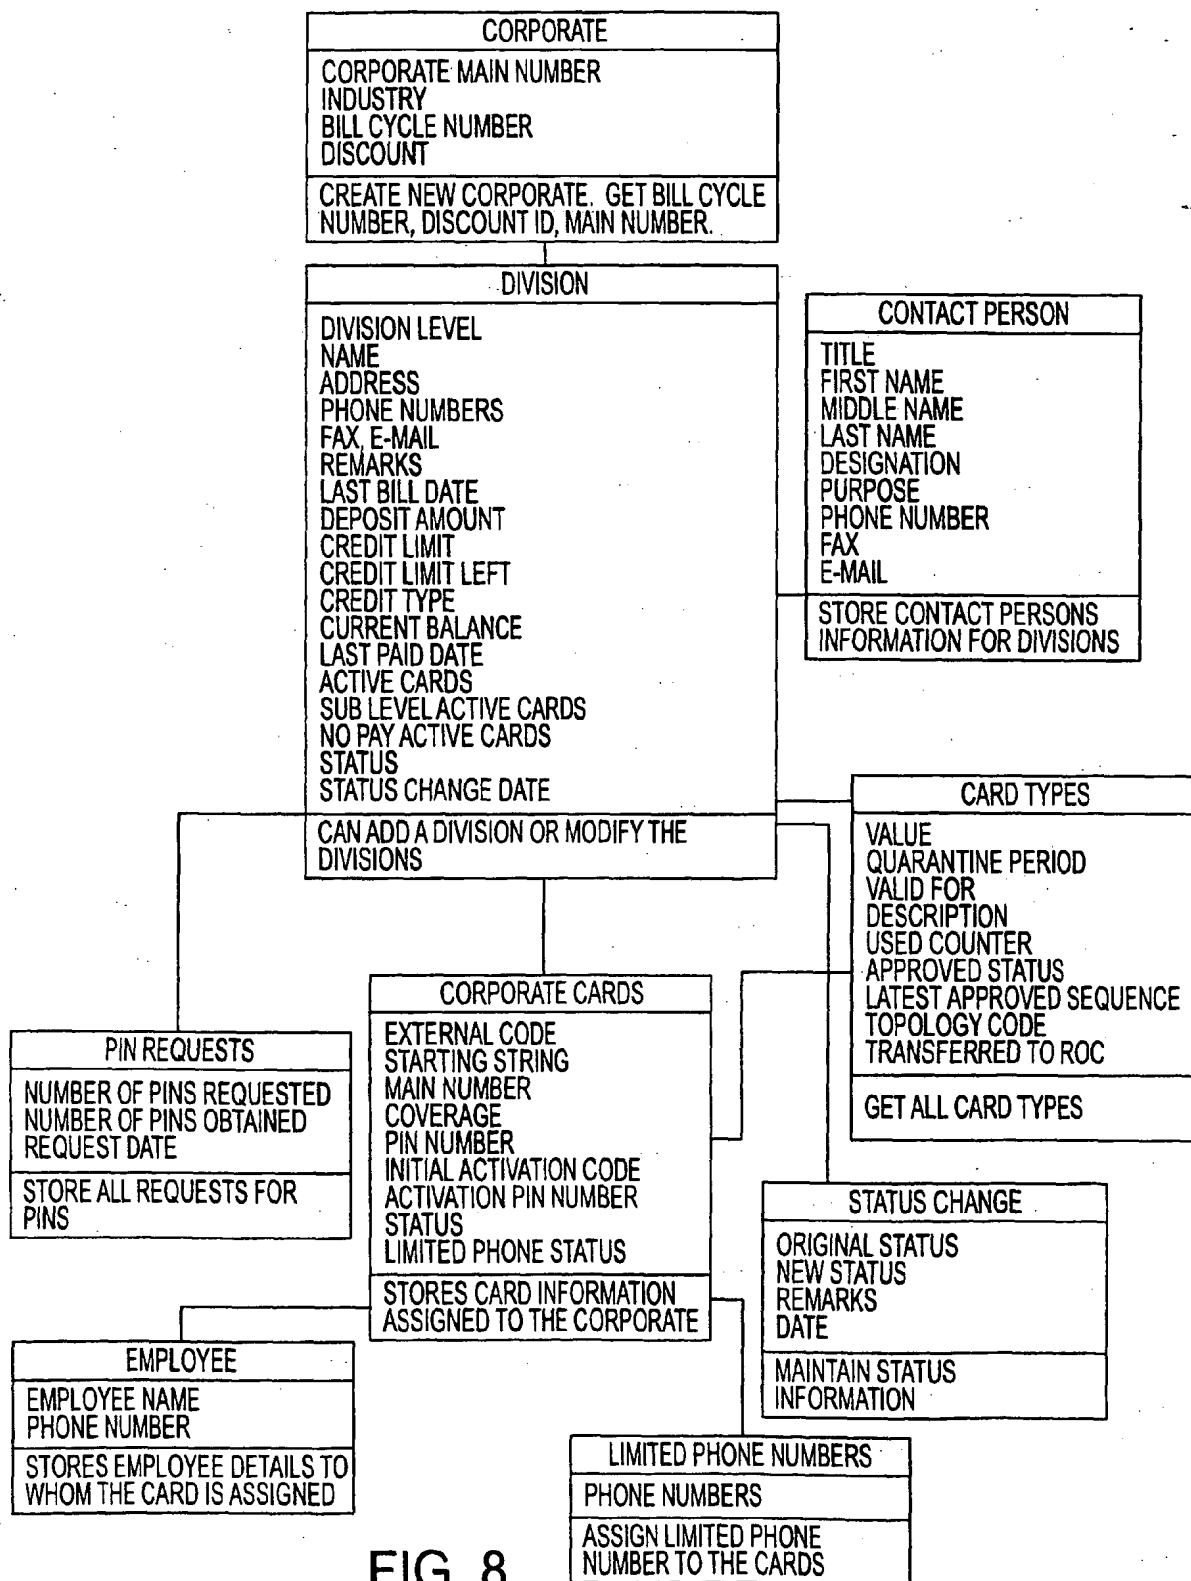 CORPORATE
CORPORATE MAIN NUMBER
INDUSTRY
BILL CYCLE NUMBER
DISCOUNT
CREATE NEW CORPORATE. GET BILL CYCLE
NUMBER, DISCOUNT ID, MAIN NUMBER.
DIVISION
DIVISION LEVEL
NAME
ADDRESS
PHONE NUMBERS
FAX, E-MAIL
REMARKS
LAST BILL DATE
DEPOSIT AMOUNT
CREDIT LIMIT
CREDIT LIMIT LEFT
CREDIT TYPE
CURRENT BALANCE
LAST PAID DATE
ACTIVE CARDS
SUB LEVEL ACTIVE CARDS
NO PAY ACTIVE CARDS
STATUS
STATUS CHANGE DATE
CAN ADD A DIVISION OR MODIFY THE
DIVISIONS
CONTACT PERSON
TITLE
FIRST NAME
MIDDLE NAME
LAST NAME
DESIGNATION
PURPOSE
PHONE NUMBER
FAX
E-MAIL
STORE CONTACT PERSONS
INFORMATION FOR DIVISIONS
CARD TYPES
VALUE
QUARANTINE PERIOD
VALID FOR
DESCRIPTION
USED COUNTER
APPROVED STATUS
LATEST APPROVED SEQUENCE
TOPOLOGY CODE
TRANSFERRED TO ROC
GET ALL CARD TYPES
CORPORATE CARDS
EXTERNAL CODE
STARTING STRING
MAIN NUMBER
COVERAGE
PIN NUMBER
INITIAL ACTIVATION CODE
ACTIVATION PIN NUMBER
STATUS
LIMITED PHONE STATUS
STORES CARD INFORMATION
ASSIGNED TO THE CORPORATE
PIN REQUESTS
NUMBER OF PINS REQUESTED
NUMBER OF PINS OBTAINED
REQUEST DATE
STORE ALL REQUESTS FOR
PINS
STATUS CHANGE
ORIGINAL STATUS
NEW STATUS
REMARKS
DATE
MAINTAIN STATUS
INFORMATION
EMPLOYEE
EMPLOYEE NAME
PHONE NUMBER
STORES EMPLOYEE DETAILS TO
WHOM THE CARD IS ASSIGNED
LIMITED PHONE NUMBERS
PHONE NUMBERS
ASSIGN LIMITED PHONE
NUMBER TO THE CARDS
FIG. 8